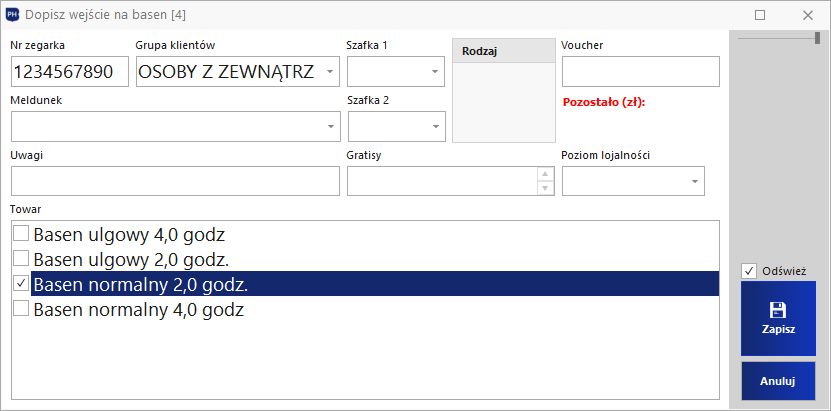 PH
Dopisz wejście na basen [4]
Nr zegarka
Grupa klientów
Szafka 1
Rodzaj
Voucher
1234567890
OSOBY Z ZEWNĄTRZ
Pozostało (zł):
Meldunek
Szafka 2
Uwagi
Gratisy
Poziom lojalności
Towar
Basen ulgowy 4,0 godz
Basen ulgowy 2,0 godz.
Basen normalny 2,0 godz.
Basen normalny 4,0 godz
Odśwież
Zapisz
Anuluj